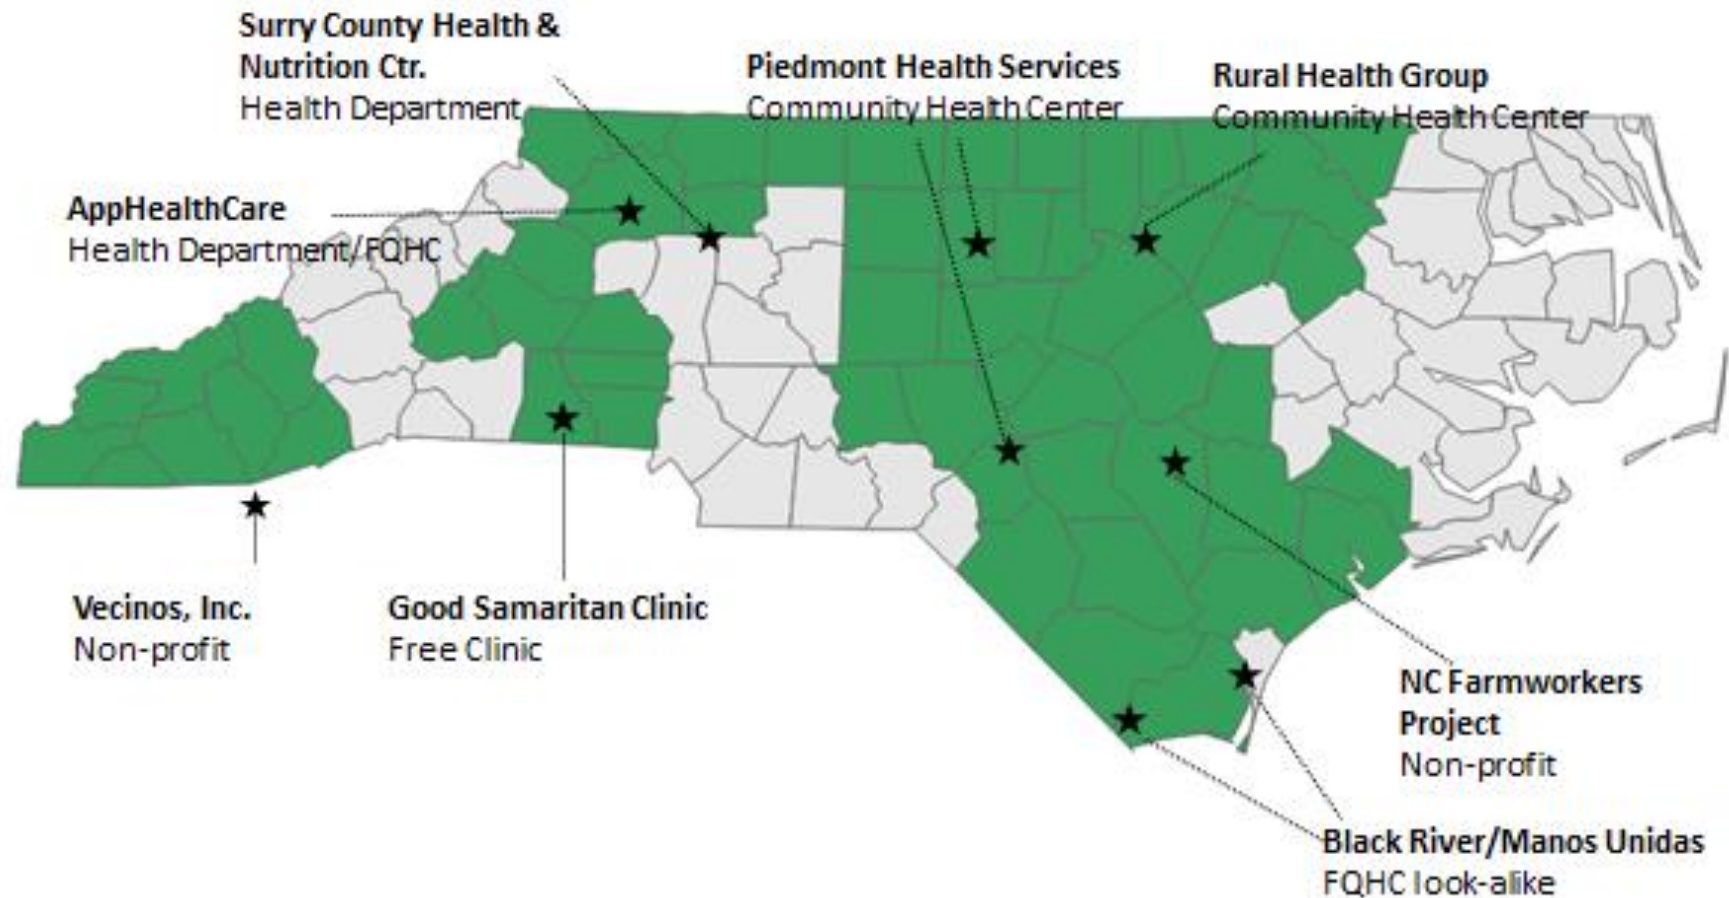 Surry County Health &
Nutrition Ctr.
Health Department
Piedmont Health Services
Community Health Center
Rural Health Group
Community Health Center
AppHealthCare
Health Department/FQHC
Vecinos, Inc.
Non-profit
Good Samaritan Clinic
Free Clinic
NC Farmworkers
Project
Non-profit
Black River/Manos Unidas
FQHC look-alike